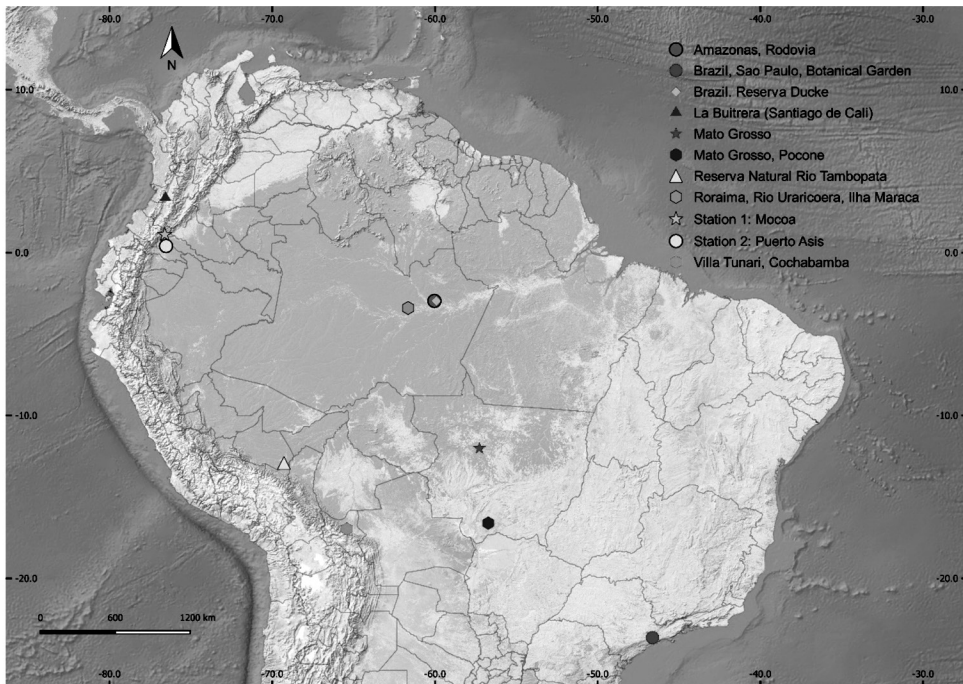 -80.0 -70.0 -60.0 -50.0 -40.0
N
Amazonas, Rodovia
Brazil, Sao Paulo, Botanical Garden
10.0 Brazil. Reserva Ducke 10.0
La Buitrera (Santiago de Cali)
Mato Grosso
Mato Grosso, Pocone
Reserva Natural Rio Tambopata
Roraima, Rio Uraricoera, Ilha Maraca
Station 1: Mocoa
0.0 Station 2: Puerto Asis 0.0
Villa Tunari, Cochabamba
-10.0 -10.0
-20.0 -20.0
0 600 1200 km
-80.0 -70.0 -60.0 -50.0 -40.0